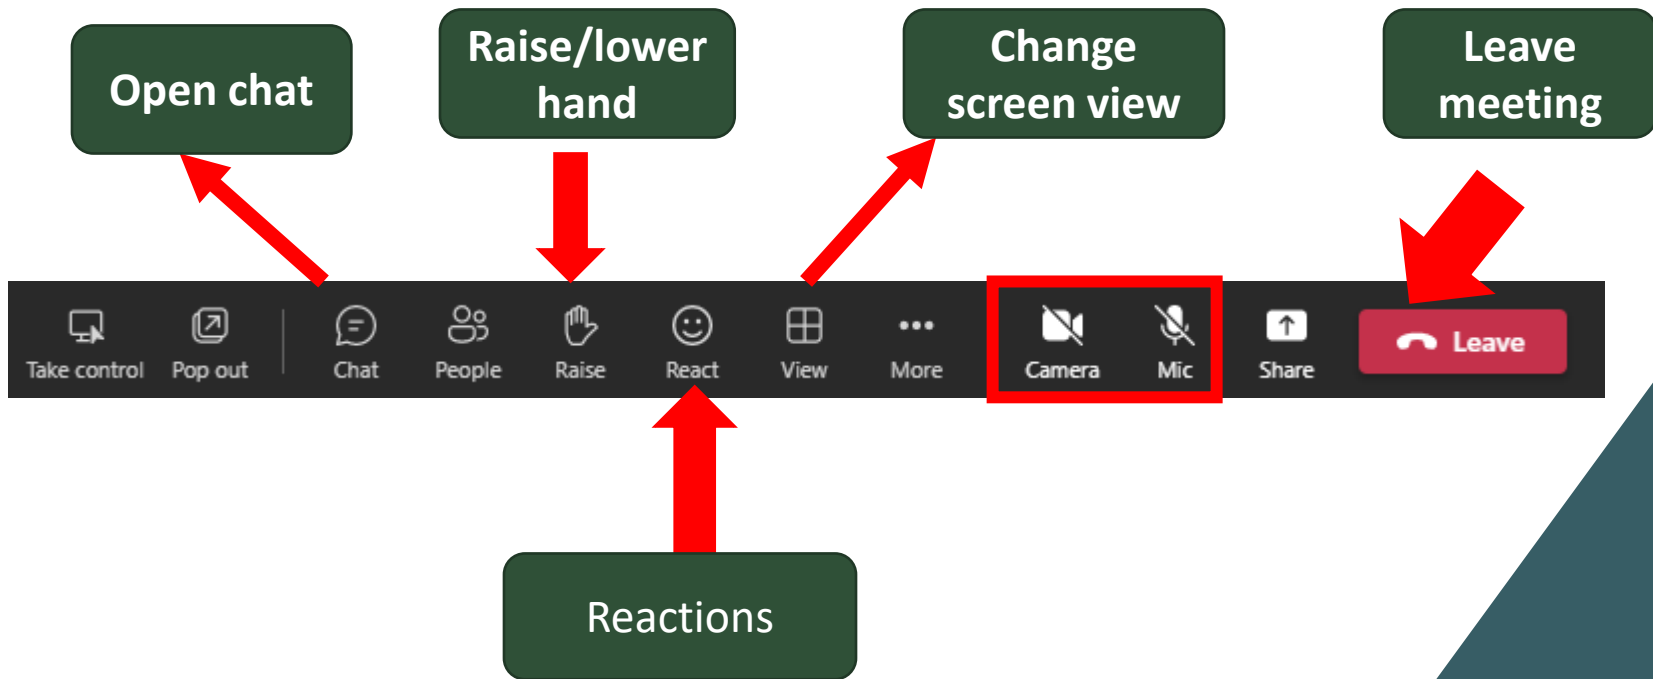 Open chat
Raise/lower
hand
Change
screen view
Leave
meeting
Take control
Pop out
Chat
People
Raise
React
View
More
Camera
Mic
Share
Leave
Reactions